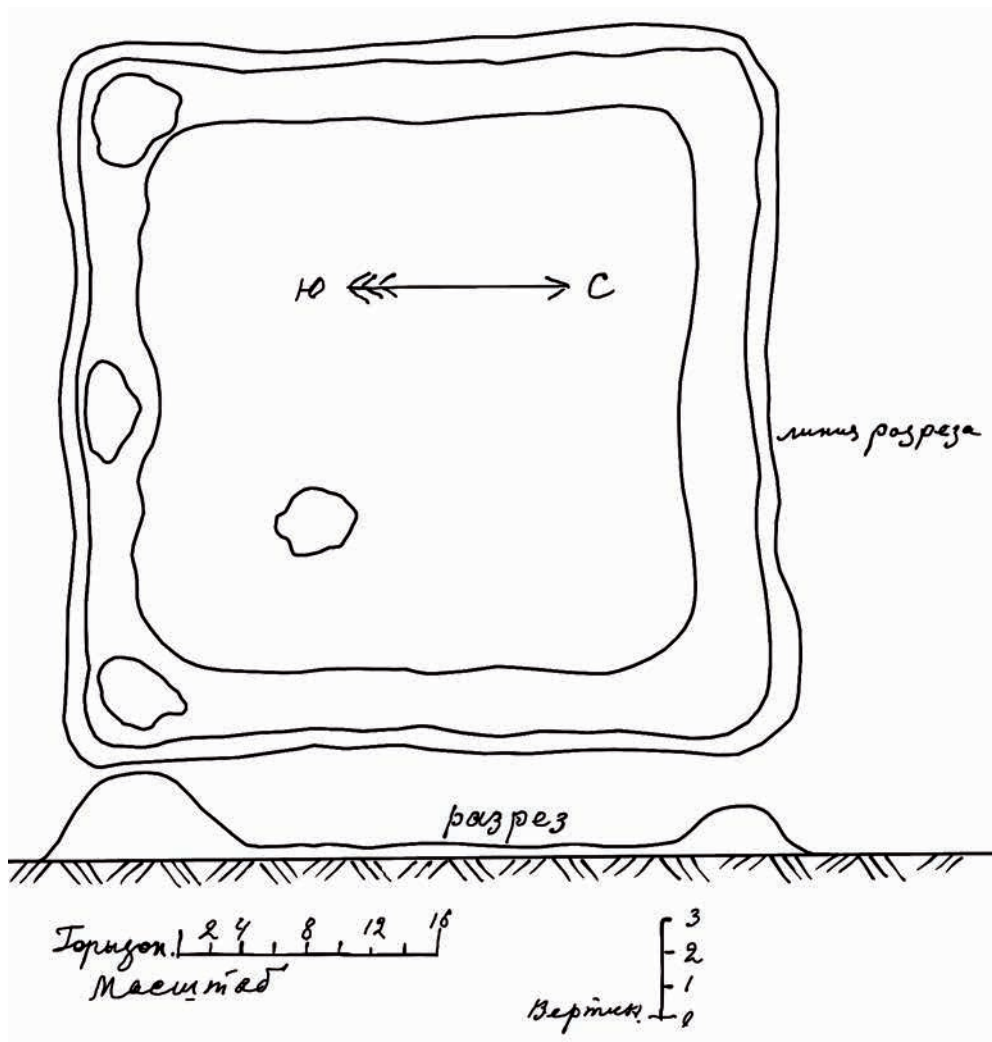 Ю С
линия разреза
разрез
Горизон. 2 4 8 12 16
Масштаб
3
2
1
Вертик. 0